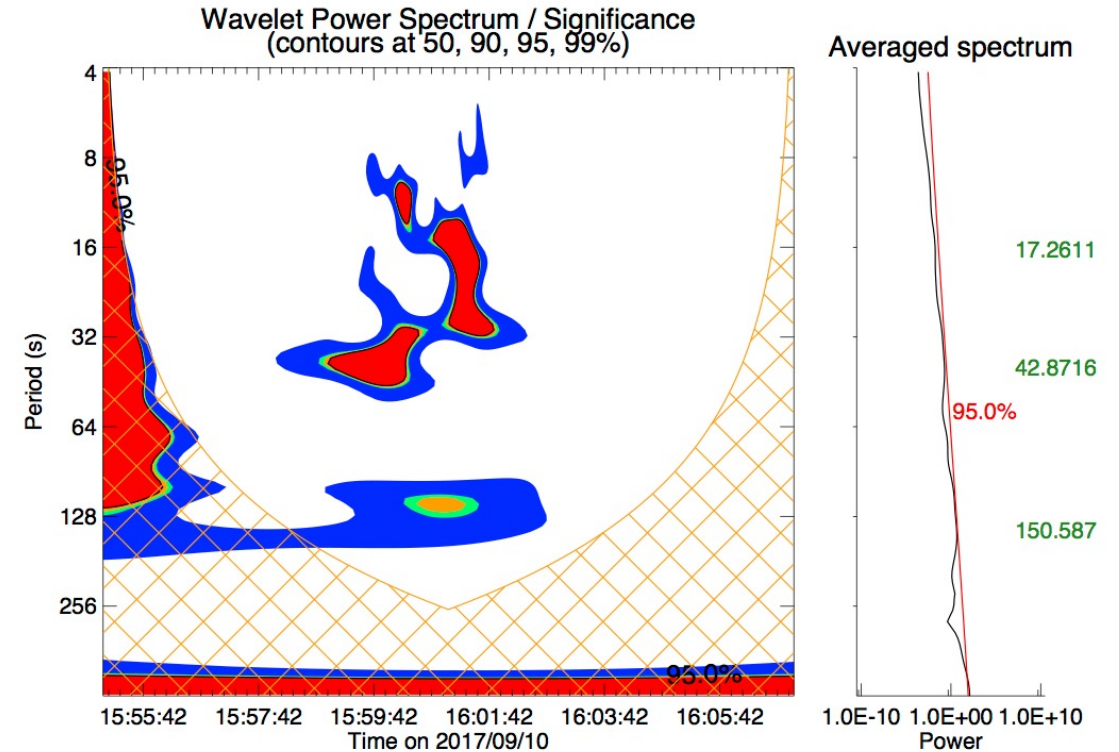 Wavelet Power Spectrum / Significance
(contours at 50, 90, 95, 99%)
Averaged spectrum
4
8
16
32
64
128
256
Period (s)
95.0%
95.0%
15:55:42 15:57:42 15:59:42 16:01:42 16:03:42 16:05:42
Time on 2017/09/10
17.2611
42.8716
95.0%
150.587
1.0E-10 1.0E+00 1.0E+10
Power